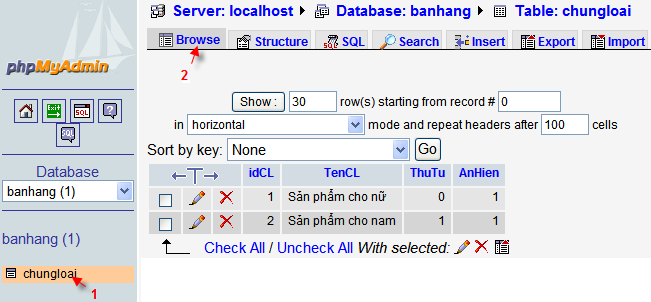 phpMyAdmin
Exit
SQL
?
SQL
Database
banhang (1)
banhang (1)
chungloai
1
Server: localhost Database: banhang Table: chungloai
Browse Structure SQL Search Insert Export Import
2
Show : 30 row(s) starting from record # 0
in horizontal mode and repeat headers after 100 cells
Sort by key: None Go
←T→ idCL TenCL ThuTu AnHien
1 Sản phẩm cho nữ 0 1
2 Sản phẩm cho nam 1 1
Check All / Uncheck All With selected: